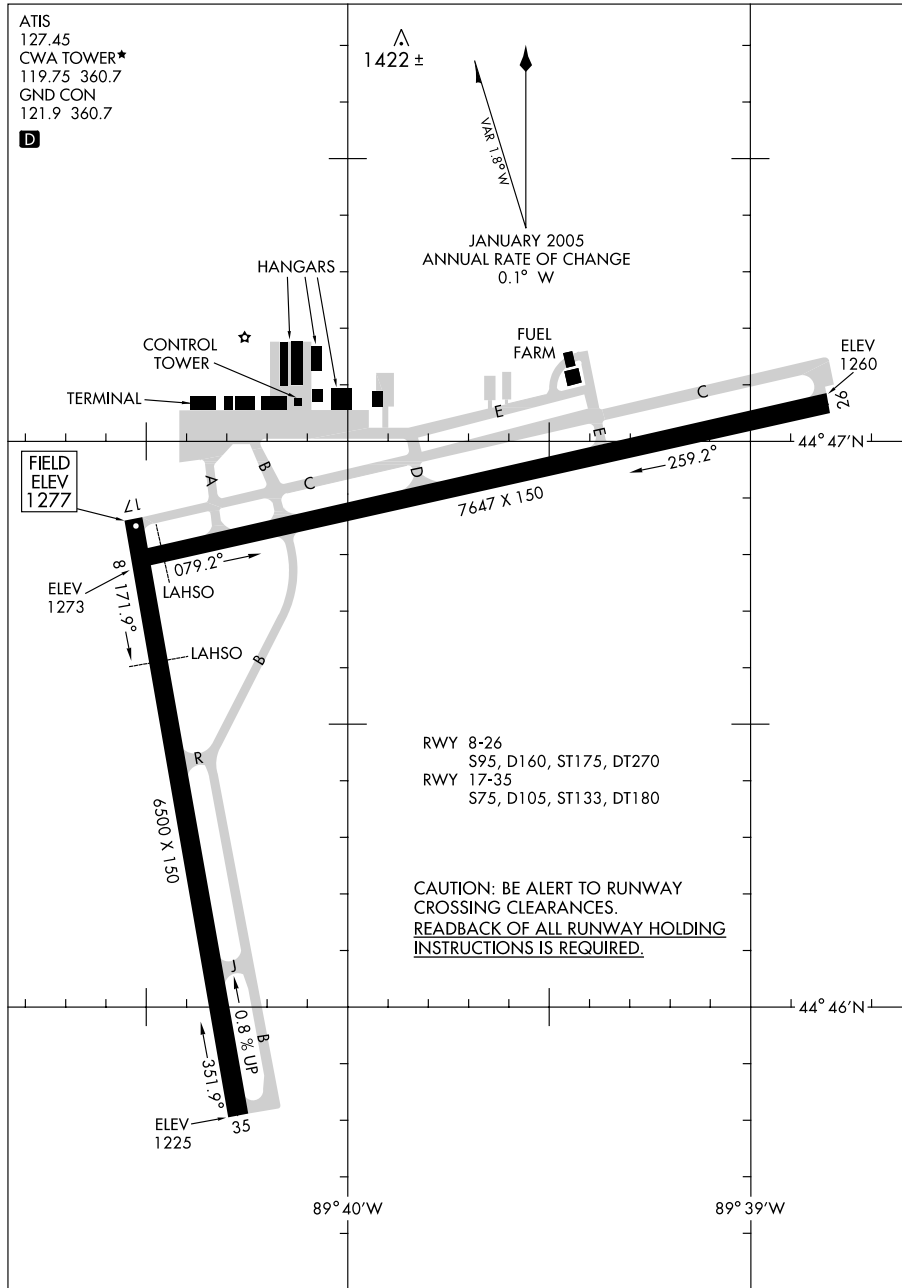 ATIS
127.45
CWA TOWER★
119.75 360.7
GND CON
121.9 360.7
D
1422 ±
VAR 1.8° W
JANUARY 2005
ANNUAL RATE OF CHANGE
0.1° W
HANGARS
CONTROL
TOWER
TERMINAL
FUEL
FARM
ELEV
1260
26
C
E
E
44° 47'N
FIELD
ELEV
1277
A
B
C
D
259.2°
7647 X 150
17
079.2°
8
ELEV
1273
LAHSO
171.9°
LAHSO
B
R
RWY 8-26
S95, D160, ST175, DT270
RWY 17-35
S75, D105, ST133, DT180
6500 X 150
CAUTION: BE ALERT TO RUNWAY
CROSSING CLEARANCES.
READBACK OF ALL RUNWAY HOLDING
INSTRUCTIONS IS REQUIRED.
J
44° 46'N
0.8 % UP
B
351.9°
ELEV
1225
35
89° 40'W
89° 39'W